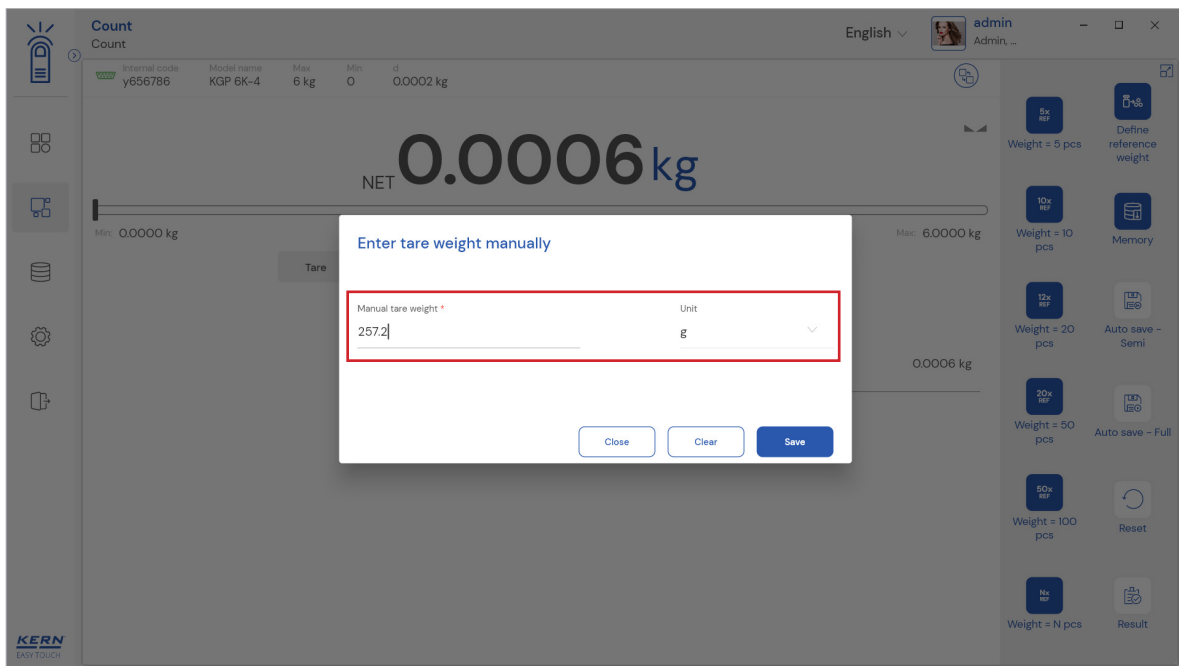 Count
Count
English
admin
Admin, ...
Internal code
y656786
Model name
KGP 6K-4
Max
6 kg
Min
0
d
0.0002 kg
NET 0.0006 kg
Min: 0.0000 kg
Max: 6.0000 kg
Tare
Enter tare weight manually
Manual tare weight *
257.2
Unit
g
0.0006 kg
Close
Clear
Save
5x
REF
Weight = 5 pcs
Define
reference
weight
10x
REF
Weight = 10
pcs
Memory
12x
REF
Weight = 20
pcs
Auto save -
Semi
20x
REF
Weight = 50
pcs
Auto save - Full
50x
REF
Weight = 100
pcs
Reset
Nx
REF
Weight = N pcs
Result
KERN
EASY TOUCH